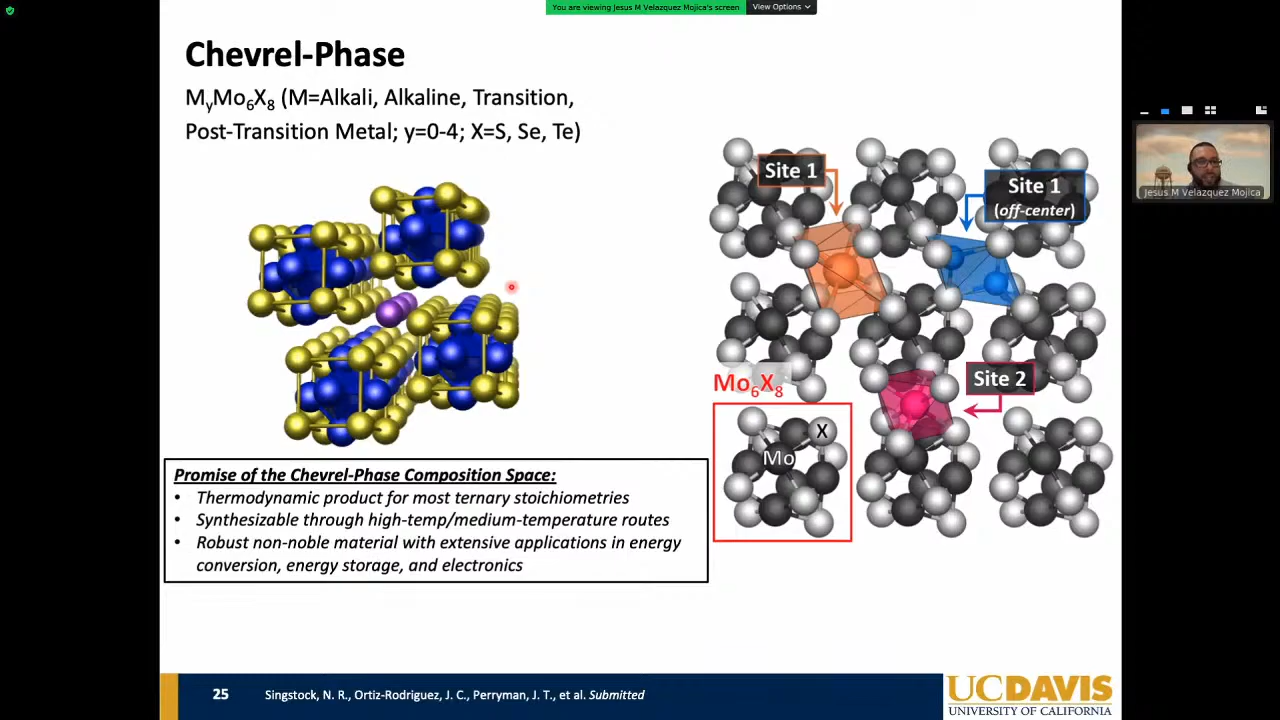 You are viewing Jesus M Velazquez Mojica's screen
View Options
Chevrel-Phase
MyMo6X8 (M=Alkali, Alkaline, Transition,
Post-Transition Metal; y=0-4; X=S, Se, Te)
Site 1
Site 1
(off-center)
Jesus M Velazquez Mojica
Site 2
Mo6X8
X
Mo
Promise of the Chevrel-Phase Composition Space:
• Thermodynamic product for most ternary stoichiometries
• Synthesizable through high-temp/medium-temperature routes
• Robust non-noble material with extensive applications in energy
conversion, energy storage, and electronics
25
Singstock, N. R., Ortiz-Rodriguez, J. C., Perryman, J. T., et al. Submitted
UCDAVIS
UNIVERSITY OF CALIFORNIA